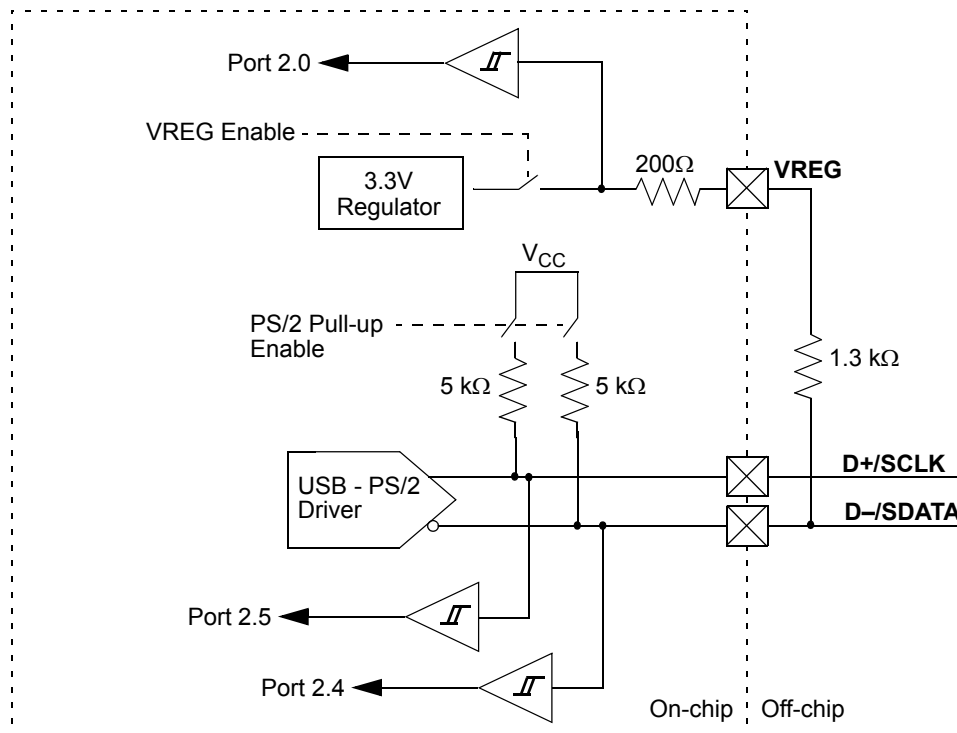 Port 2.0
VREG Enable
200Ω
VREG
3.3V
Regulator
VCC
PS/2 Pull-up
Enable
1.3 kΩ
5 kΩ
5 kΩ
D+/SCLK
USB - PS/2
Driver
D–/SDATA
Port 2.5
Port 2.4
On-chip
Off-chip